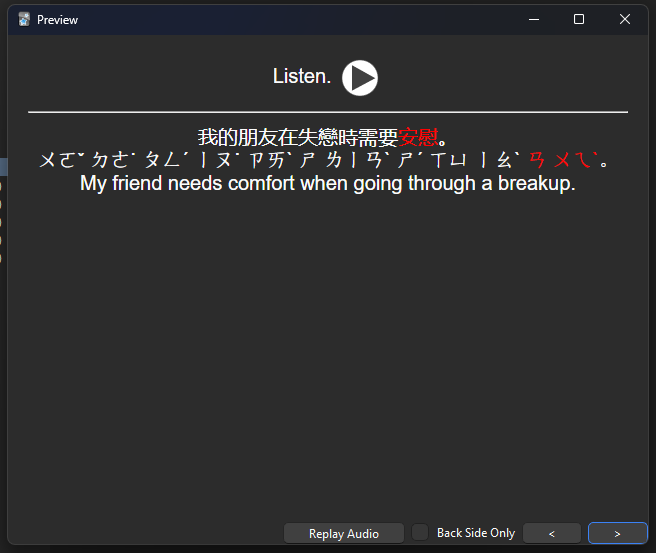 Preview
Listen.
我的朋友在失戀時需要安慰。
ㄨㄛˇ ㄉㄜ˙ ㄆㄥˊ ㄧㄡ˙ ㄗㄞˋ ㄕ ㄌㄧㄢˋ ㄕˊ ㄒㄩ ㄧㄠˋ ㄢ ㄨㄟˋ。
My friend needs comfort when going through a breakup.
Replay Audio Back Side Only < >